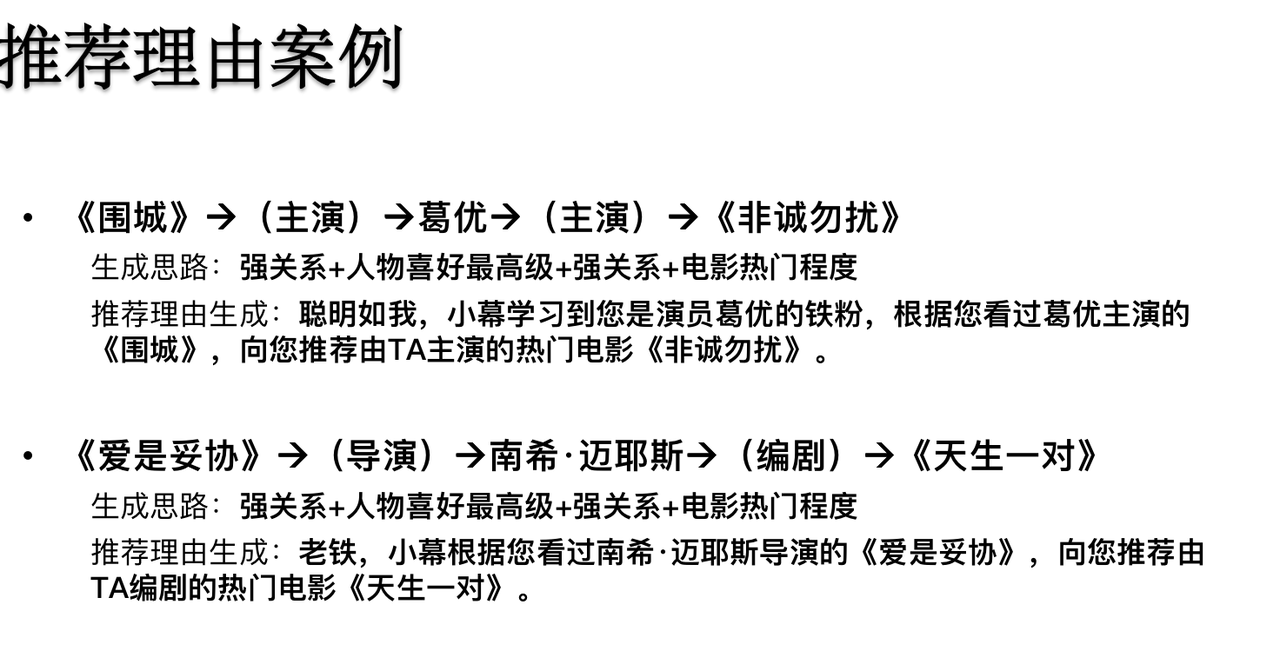 推荐理由案例
• 《围城》→（主演）→葛优→（主演）→《非诚勿扰》
生成思路：强关系+人物喜好最高级+强关系+电影热门程度
推荐理由生成：聪明如我，小幕学习到您是演员葛优的铁粉，根据您看过葛优主演的
《围城》，向您推荐由TA主演的热门电影《非诚勿扰》。
• 《爱是妥协》→（导演）→南希·迈耶斯→（编剧）→《天生一对》
生成思路：强关系+人物喜好最高级+强关系+电影热门程度
推荐理由生成：老铁，小幕根据您看过南希·迈耶斯导演的《爱是妥协》，向您推荐由
TA编剧的热门电影《天生一对》。